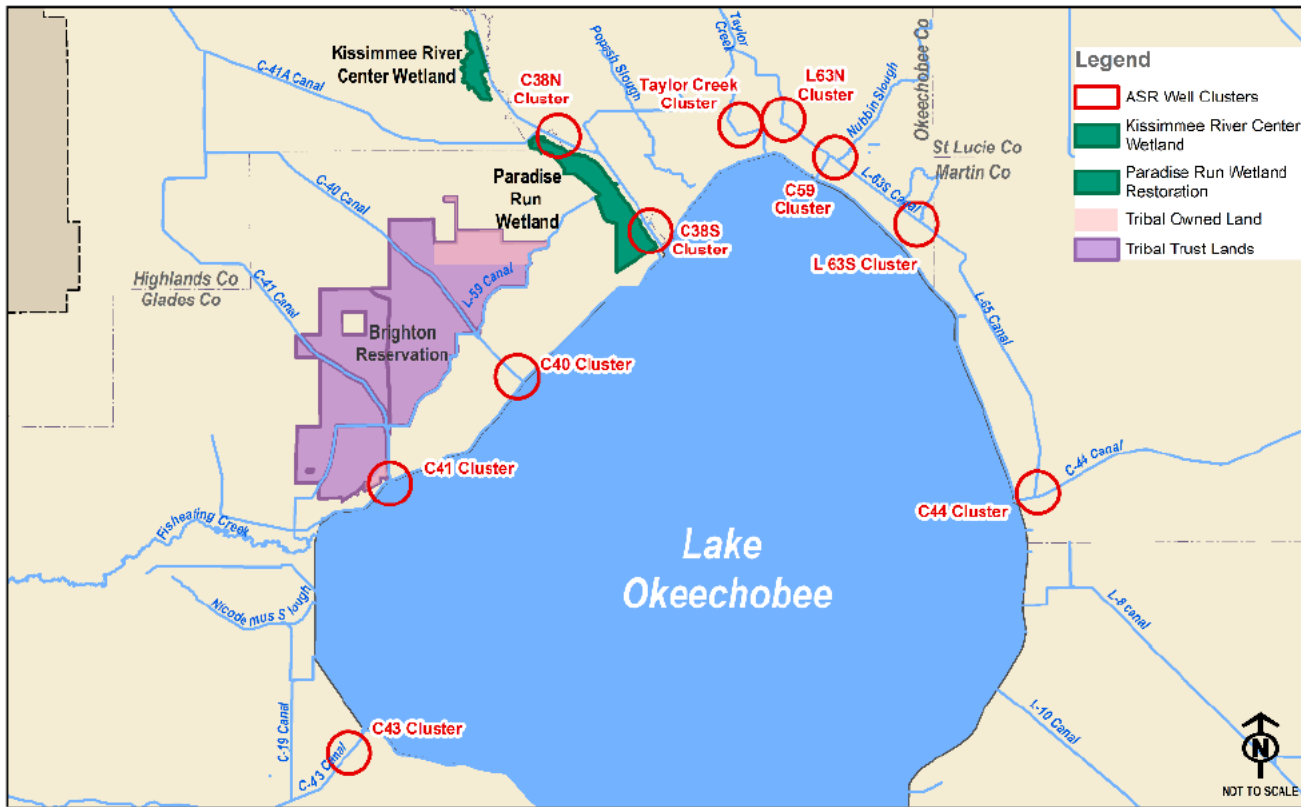 Kissimmee River
Center Wetland
C-41A Canal
C38N
Cluster
Popash Slough
Taylor
Creek
Taylor Creek
Cluster
L63N
Cluster
Nubbin Slough
Okeechobee Co
St Lucie Co
Martin Co
Legend
ASR Well Clusters
Kissimmee River Center
Wetland
Paradise Run Wetland
Restoration
Tribal Owned Land
Tribal Trust Lands
C-40 Canal
Paradise
Run
Wetland
C38S
Cluster
C59
Cluster
L-63S Canal
L 63S Cluster
Highlands Co
Glades Co
C-41 Canal
L-59 Canal
Brighton
Reservation
C40 Cluster
L-65 Canal
C41 Cluster
C-44 Canal
C44 Cluster
Fisheating Creek
Lake
Okeechobee
Nicodemus Slough
L-8 canal
C-19 Canal
C43 Cluster
C-43 Canal
L-10 Canal
N
NOT TO SCALE